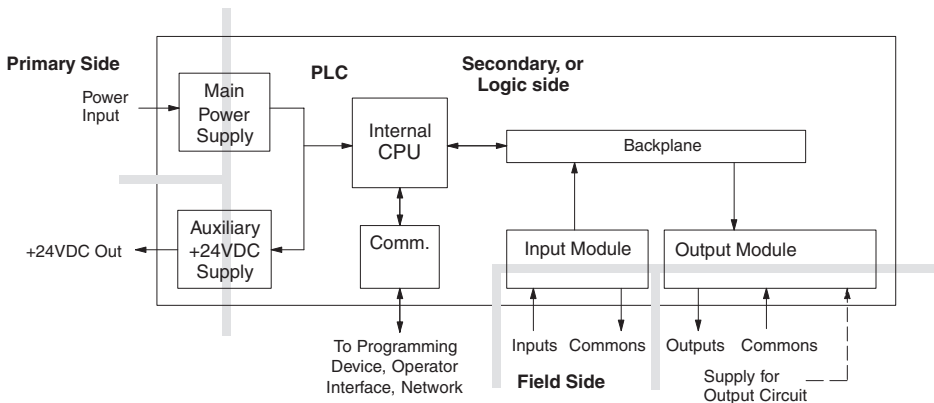 Primary Side
PLC
Secondary, or
Logic side
Power
Input
Main
Power
Supply
Internal
CPU
Backplane
+24VDC Out
Auxiliary
+24VDC
Supply
Comm.
Input Module
Output Module
To Programming
Device, Operator
Interface, Network
Inputs
Commons
Outputs
Commons
Field Side
Supply for
Output Circuit